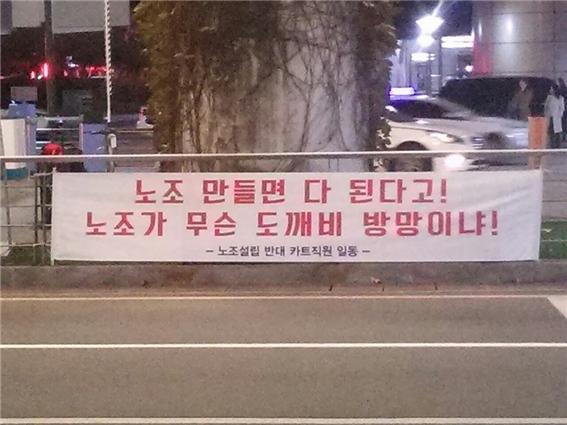 노조 만들면 다 된다고!
노조가 무슨 도깨비 방망이냐!
– 노조설립 반대 카트직원 일동 –